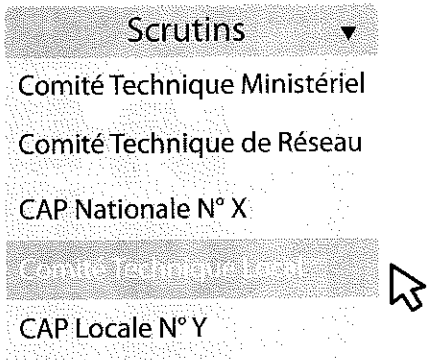 Scrutins
Comité Technique Ministériel
Comité Technique de Réseau
CAP Nationale N° X
Comité Technique Local
CAP Locale N° Y